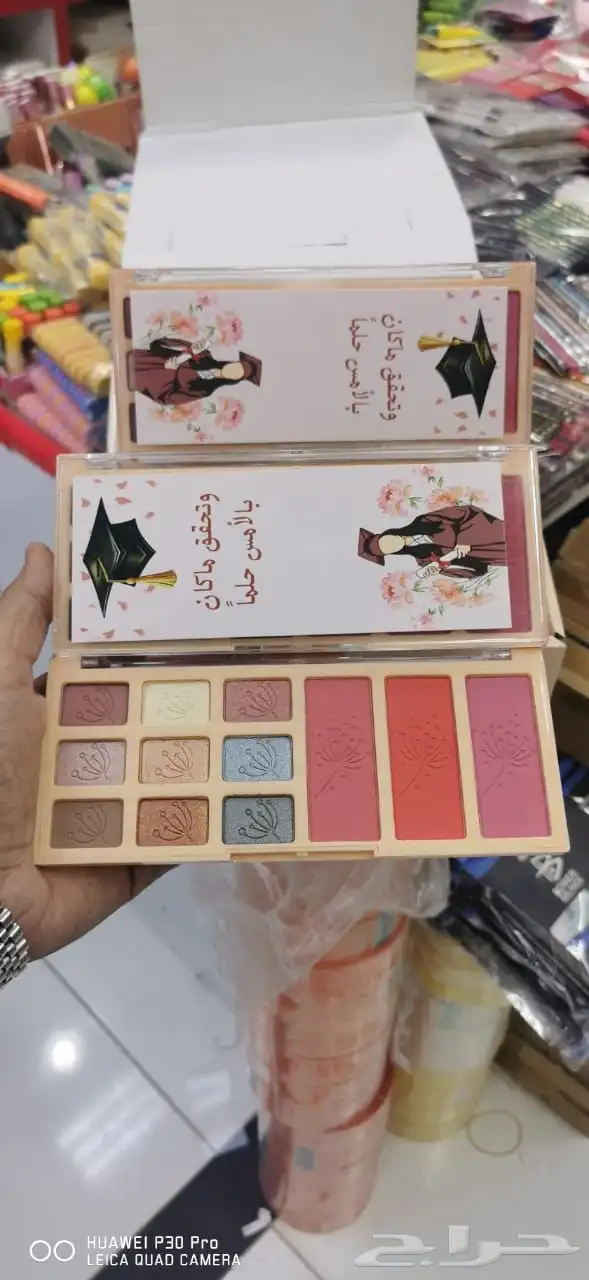 وتحقق ماكان
بالأمس حلماً
وتحقق ماكان
بالأمس حلماً
HUAWEI P30 Pro
LEICA QUAD CAMERA
حراج